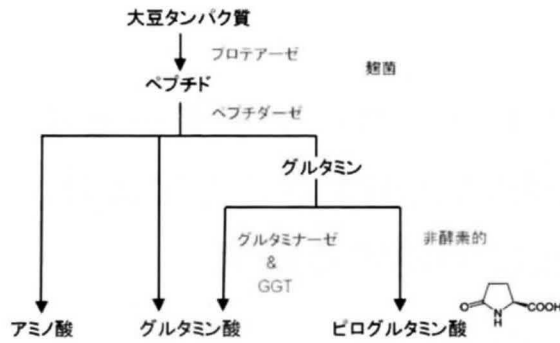 大豆タンパク質
プロテアーゼ
麹菌
ペプチド
ペプチダーゼ
グルタミン
グルタミナーゼ
&
GGT
非酵素的
アミノ酸
グルタミン酸
ピログルタミン酸
O
N
H
COOH